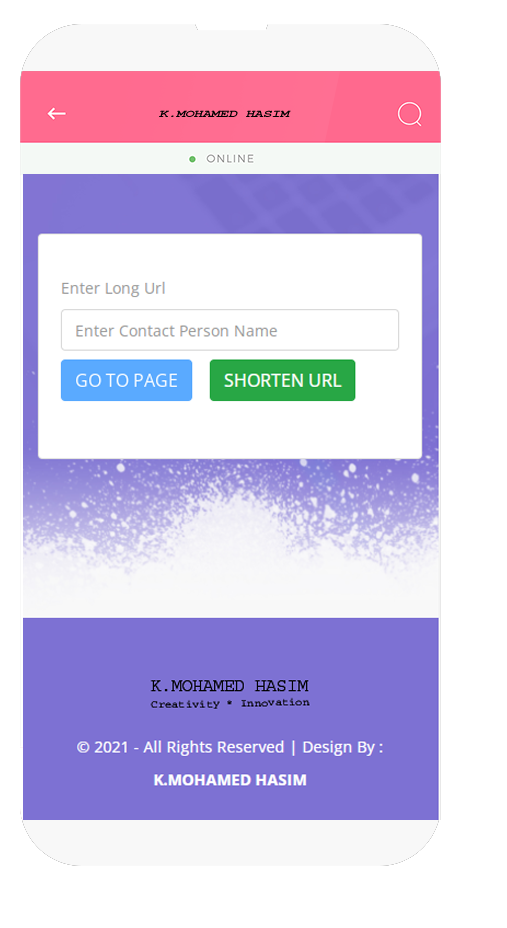 K.MOHAMED HASIM
ONLINE
Enter Long Url
Enter Contact Person Name
GO TO PAGE SHORTEN URL
K.MOHAMED HASIM
Creativity * Innovation
© 2021 - All Rights Reserved | Design By :
K.MOHAMED HASIM